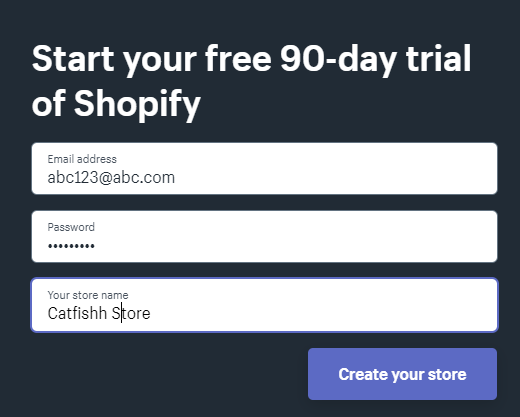 Start your free 90-day trial
of Shopify
Email address
abc123@abc.com
Password
•••••••••
Your store name
Catfishh Store
Create your store